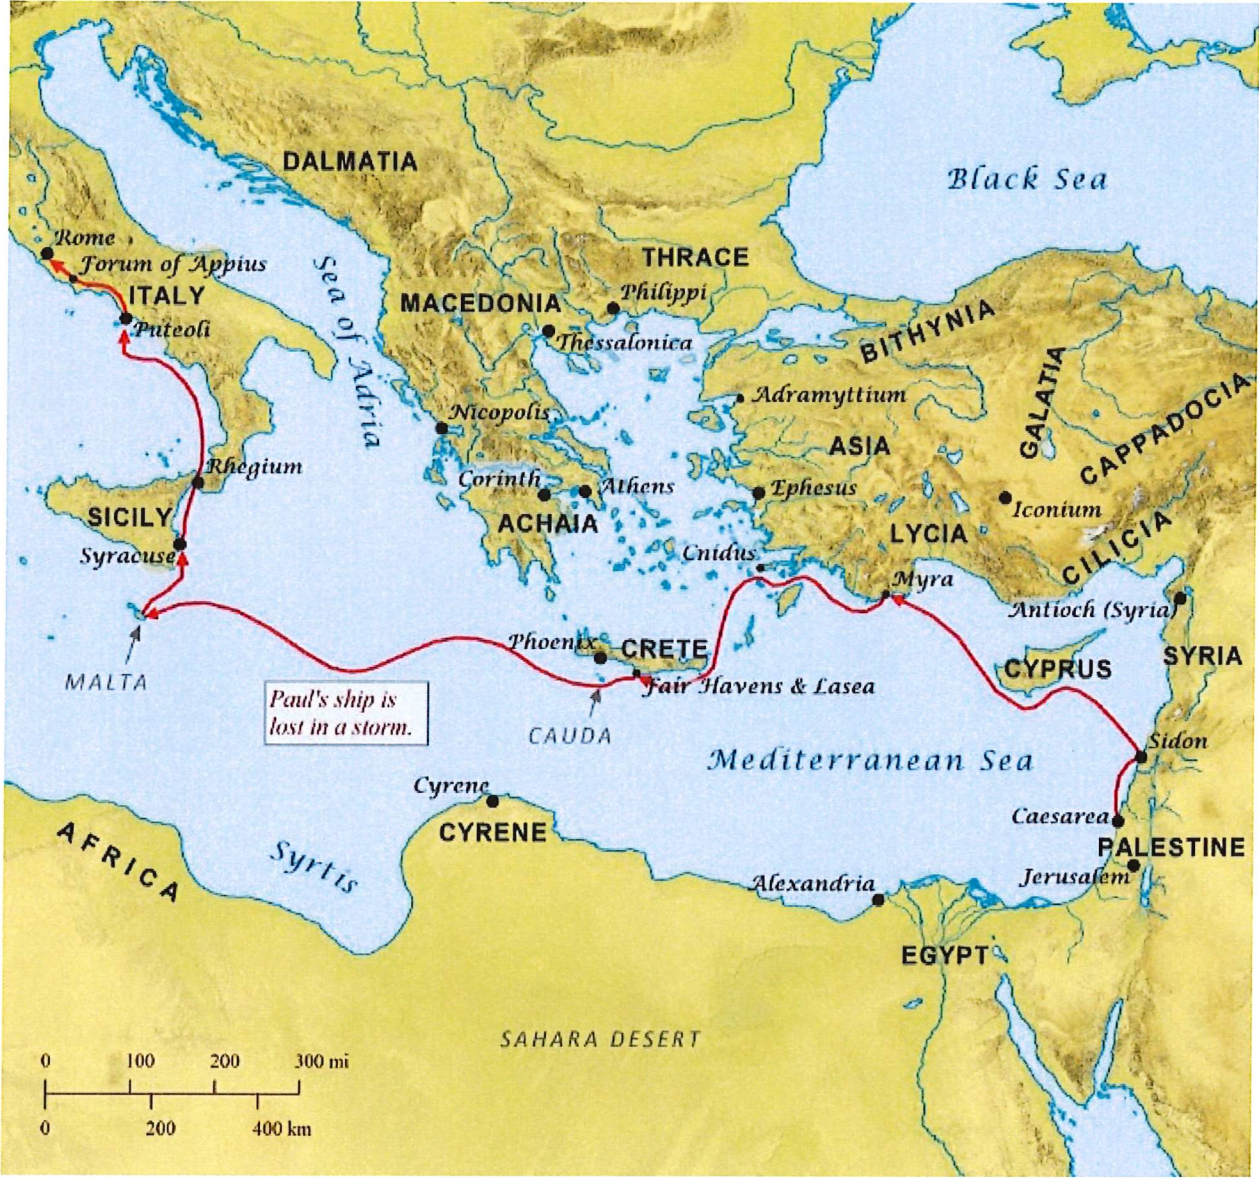 DALMATIA
Black Sea
Rome
Forum of Appius
ITALY
Puteoli
Sea of Adria
THRACE
MACEDONIA
Philippi
Thessalonica
BITHYNIA
GALATIA
CAPPADOCIA
Adramyttium
Nicopolis
ASIA
Rhegium
Corinth
Athens
Ephesus
Iconium
SICILY
ACHAIA
LYCIA
CILICIA
Syracuse
Cnidus
Myra
Antioch (Syria)
Phoenix
CRETE
SYRIA
CYPRUS
MALTA
Fair Havens & Lasea
Paul's ship is
lost in a storm.
CAUDA
Sidon
Mediterranean Sea
Cyrene
CYRENE
Caesarea
AFRICA
Syrtis
PALESTINE
Alexandria
Jerusalem
EGYPT
SAHARA DESERT
0 100 200 300 mi
0 200 400 km